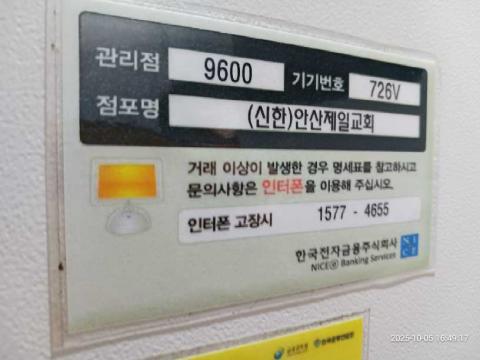 관리점 9600 기기번호 726V
점포명 (신한)안산제일교회
거래 이상이 발생한 경우 명세표를 참고하시고
문의사항은 인터폰을 이용해 주십시오.
인터폰 고장시 1577 - 4655
한국전자금융주식회사
NICE@ Banking Services
NI
CE
2025-10-05 16:49:17